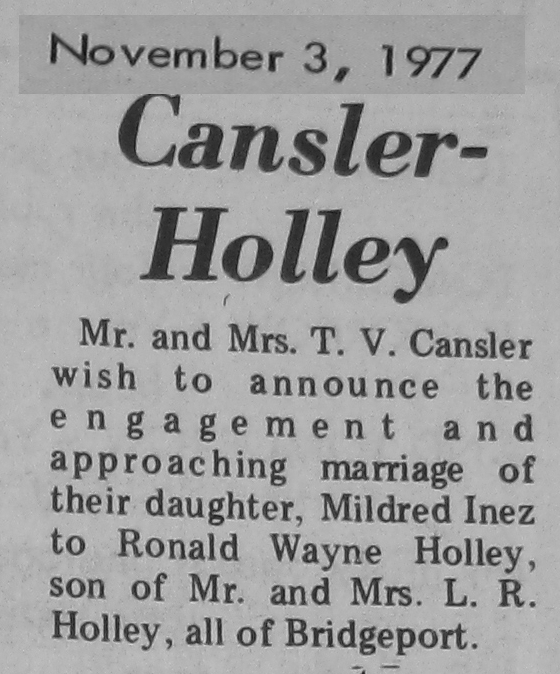 November 3, 1977
Cansler-
Holley
Mr. and Mrs. T. V. Cansler
wish to announce the
engagement and
approaching marriage of
their daughter, Mildred Inez
to Ronald Wayne Holley,
son of Mr. and Mrs. L. R.
Holley, all of Bridgeport.